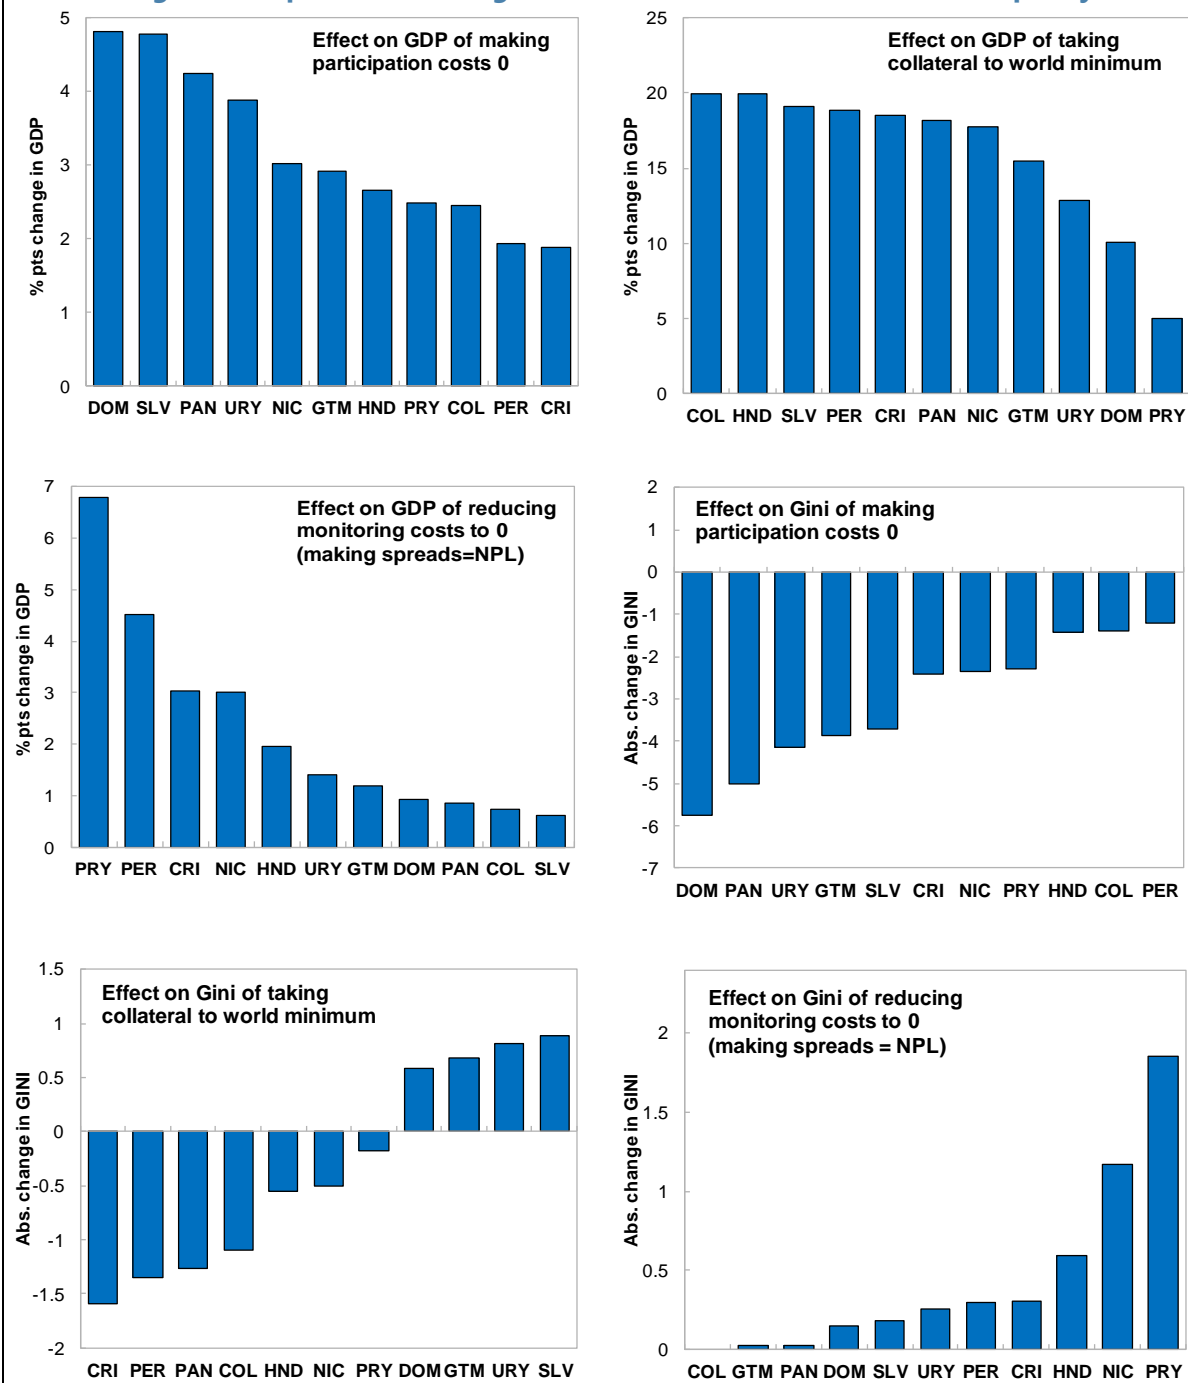 Effect on GDP of making
participation costs 0
% pts change in GDP
5
4
3
2
1
0
DOM SLV PAN URY NIC GTM HND PRY COL PER CRI
Effect on GDP of taking
collateral to world minimum
% pts change in GDP
25
20
15
10
5
0
COL HND SLV PER CRI PAN NIC GTM URY DOM PRY
Effect on GDP of reducing
monitoring costs to 0
(making spreads=NPL)
% pts change in GDP
7
6
5
4
3
2
1
0
PRY PER CRI NIC HND URY GTM DOM PAN COL SLV
Effect on Gini of making
participation costs 0
Abs. change in GINI
2
1
0
-1
-2
-3
-4
-5
-6
-7
DOM PAN URY GTM SLV CRI NIC PRY HND COL PER
Effect on Gini of taking
collateral to world minimum
Abs. change in GINI
1.5
1
0.5
0
-0.5
-1
-1.5
-2
CRI PER PAN COL HND NIC PRY DOM GTM URY SLV
Effect on Gini of reducing
monitoring costs to 0
(making spreads = NPL)
Abs. change in GINI
2
1.5
1
0.5
0
COL GTM PAN DOM SLV URY PER CRI HND NIC PRY